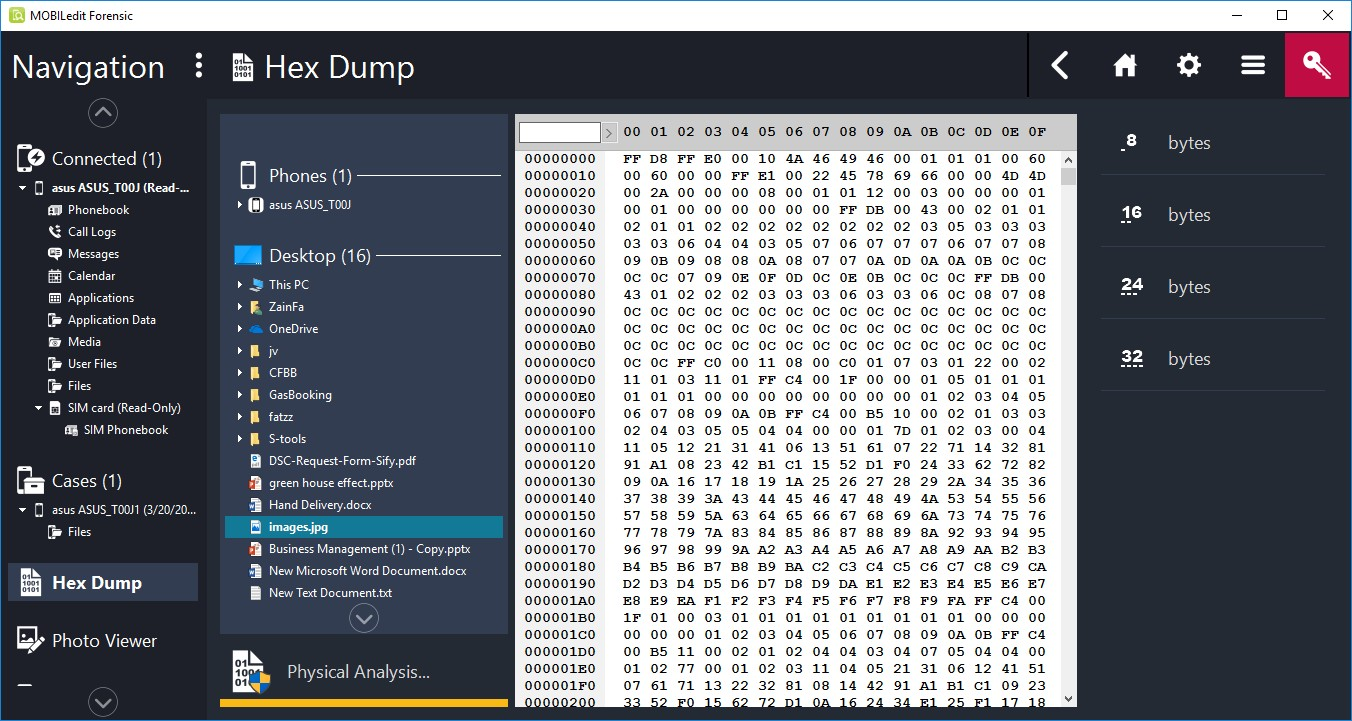 MOBILedit Forensic
Navigation
Hex Dump
Connected (1)
asus ASUS_T00J (Read-...
Phonebook
Call Logs
Messages
Calendar
Applications
Application Data
Media
User Files
Files
SIM card (Read-Only)
SIM Phonebook
Cases (1)
asus ASUS_T00J1 (3/20/20...
Files
Hex Dump
Photo Viewer
Phones (1)
asus ASUS_T00J
Desktop (16)
This PC
ZainFa
OneDrive
jv
CFBB
GasBooking
fatzz
S-tools
DSC-Request-Form-Sify.pdf
green house effect.pptx
Hand Delivery.docx
images.jpg
Business Management (1) - Copy.pptx
New Microsoft Word Document.docx
New Text Document.txt
Physical Analysis...
00 01 02 03 04 05 06 07 08 09 0A 0B 0C 0D 0E 0F
00000000 FF D8 FF E0 00 10 4A 46 49 46 00 01 01 01 00 60
00000010 00 60 00 00 FF E1 00 22 45 78 69 66 00 00 4D 4D
00000020 00 2A 00 00 00 08 00 01 01 12 00 03 00 00 00 01
00000030 00 01 00 00 00 00 00 00 FF DB 00 43 00 02 01 01
00000040 02 01 01 02 02 02 02 02 02 02 02 03 05 03 03 03
00000050 03 03 06 04 04 03 05 07 06 07 07 07 06 07 07 08
00000060 09 0B 09 08 08 0A 08 07 07 0A 0D 0A 0A 0B 0C 0C
00000070 0C 0C 07 09 0E 0F 0D 0C 0E 0B 0C 0C 0C FF DB 00
00000080 43 01 02 02 02 03 03 03 06 03 03 06 0C 08 07 08
00000090 0C 0C 0C 0C 0C 0C 0C 0C 0C 0C 0C 0C 0C 0C 0C 0C
000000A0 0C 0C 0C 0C 0C 0C 0C 0C 0C 0C 0C 0C 0C 0C 0C 0C
000000B0 0C 0C 0C 0C 0C 0C 0C 0C 0C 0C 0C 0C 0C 0C 0C 0C
000000C0 0C 0C FF C0 00 11 08 00 C0 01 07 03 01 22 00 02
000000D0 11 01 03 11 01 FF C4 00 1F 00 00 01 05 01 01 01
000000E0 01 01 01 00 00 00 00 00 00 00 00 01 02 03 04 05
000000F0 06 07 08 09 0A 0B FF C4 00 B5 10 00 02 01 03 03
00000100 02 04 03 05 05 04 04 00 00 01 7D 01 02 03 00 04
00000110 11 05 12 21 31 41 06 13 51 61 07 22 71 14 32 81
00000120 91 A1 08 23 42 B1 C1 15 52 D1 F0 24 33 62 72 82
00000130 09 0A 16 17 18 19 1A 25 26 27 28 29 2A 34 35 36
00000140 37 38 39 3A 43 44 45 46 47 48 49 4A 53 54 55 56
00000150 57 58 59 5A 63 64 65 66 67 68 69 6A 73 74 75 76
00000160 77 78 79 7A 83 84 85 86 87 88 89 8A 92 93 94 95
00000170 96 97 98 99 9A A2 A3 A4 A5 A6 A7 A8 A9 AA B2 B3
00000180 B4 B5 B6 B7 B8 B9 BA C2 C3 C4 C5 C6 C7 C8 C9 CA
00000190 D2 D3 D4 D5 D6 D7 D8 D9 DA E1 E2 E3 E4 E5 E6 E7
000001A0 E8 E9 EA F1 F2 F3 F4 F5 F6 F7 F8 F9 FA FF C4 00
000001B0 1F 01 00 03 01 01 01 01 01 01 01 01 01 00 00 00
000001C0 00 00 00 01 02 03 04 05 06 07 08 09 0A 0B FF C4
000001D0 00 B5 11 00 02 01 02 04 04 03 04 07 05 04 04 00
000001E0 01 02 77 00 01 02 03 11 04 05 21 31 06 12 41 51
000001F0 07 61 71 13 22 32 81 08 14 42 91 A1 B1 C1 09 23
00000200 33 52 F0 15 62 72 D1 0A 16 24 34 E1 25 F1 17 18
8 bytes
16 bytes
24 bytes
32 bytes